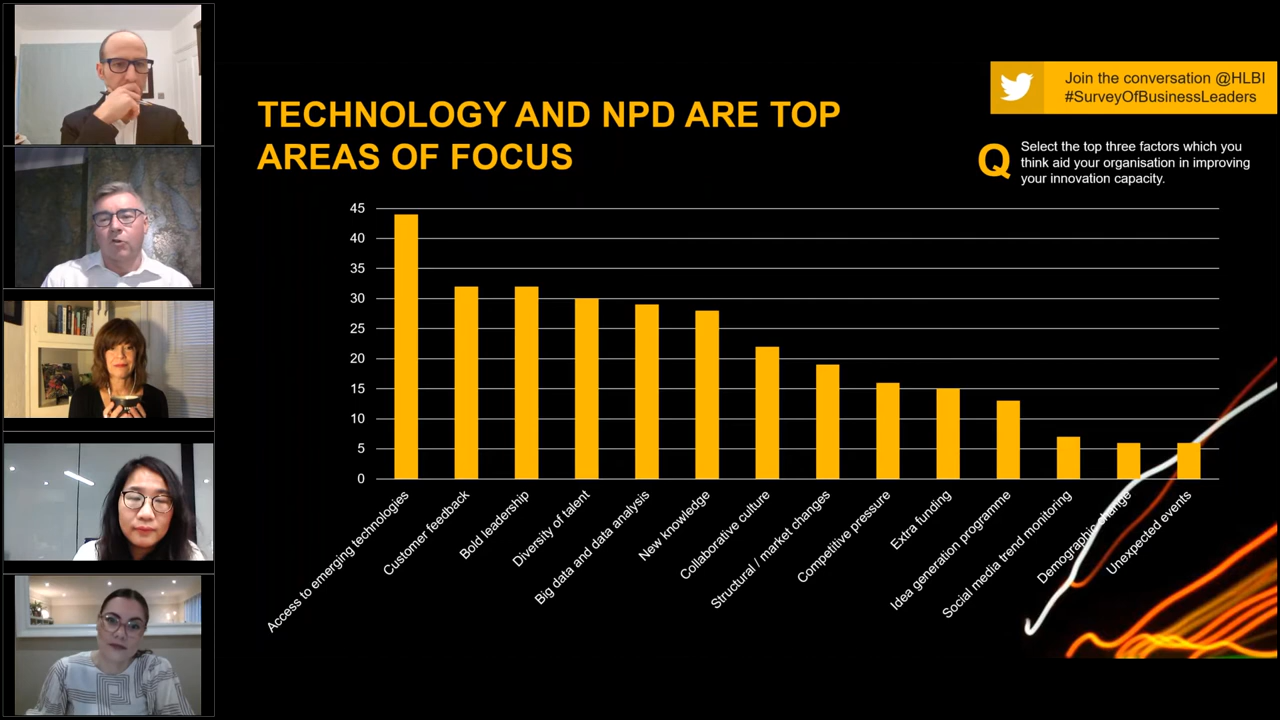 TECHNOLOGY AND NPD ARE TOP
AREAS OF FOCUS
Join the conversation @HLBI
#SurveyOfBusinessLeaders
Q
Select the top three factors which you
think aid your organisation in improving
your innovation capacity.
45
40
35
30
25
20
15
10
5
0
Access to emerging technologies
Customer feedback
Bold leadership
Diversity of talent
Big data and data analysis
New knowledge
Collaborative culture
Structural / market changes
Competitive pressure
Extra funding
Idea generation programme
Social media trend monitoring
Demographic change
Unexpected events